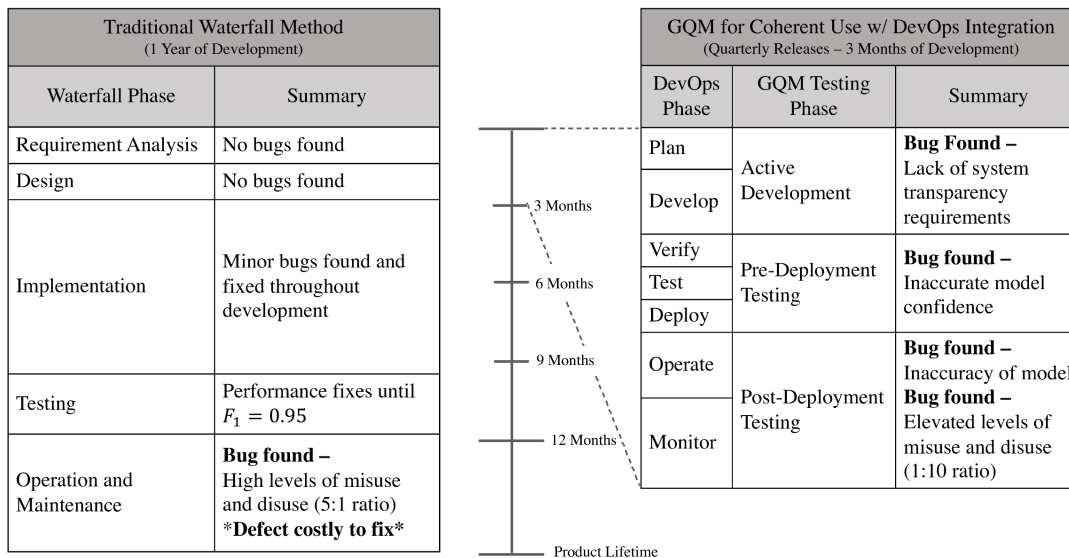 Traditional Waterfall Method
(1 Year of Development)
Waterfall Phase
Summary
Requirement Analysis
No bugs found
Design
No bugs found
Implementation
Minor bugs found and
fixed throughout
development
Testing
Performance fixes until
F₁ = 0.95
Operation and
Maintenance
Bug found –
High levels of misuse
and disuse (5:1 ratio)
*Defect costly to fix*
3 Months
6 Months
9 Months
12 Months
Product Lifetime
GQM for Coherent Use w/ DevOps Integration
(Quarterly Releases – 3 Months of Development)
DevOps
Phase
GQM Testing
Phase
Summary
Plan
Develop
Active
Development
Bug Found –
Lack of system
transparency
requirements
Verify
Test
Deploy
Pre-Deployment
Testing
Bug found –
Inaccurate model
confidence
Operate
Monitor
Post-Deployment
Testing
Bug found –
Inaccuracy of model
Bug found –
Elevated levels of
misuse and disuse
(1:10 ratio)